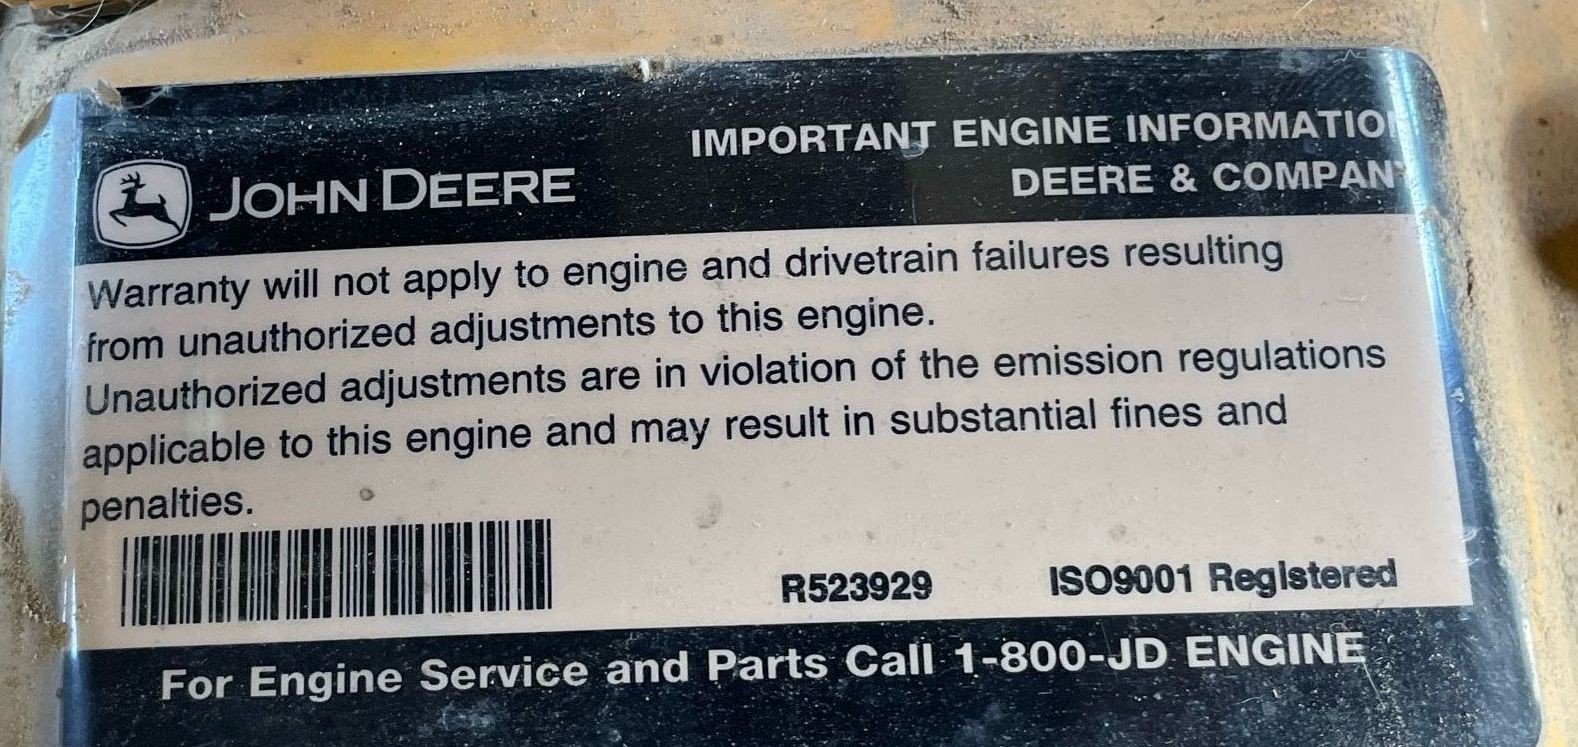 IMPORTANT ENGINE INFORMATIO
DEERE & COMPAN
JOHN DEERE
Warranty will not apply to engine and drivetrain failures resulting
from unauthorized adjustments to this engine.
Unauthorized adjustments are in violation of the emission regulations
applicable to this engine and may result in substantial fines and
penalties.
R523929 ISO9001 Registered
For Engine Service and Parts Call 1-800-JD ENGINE